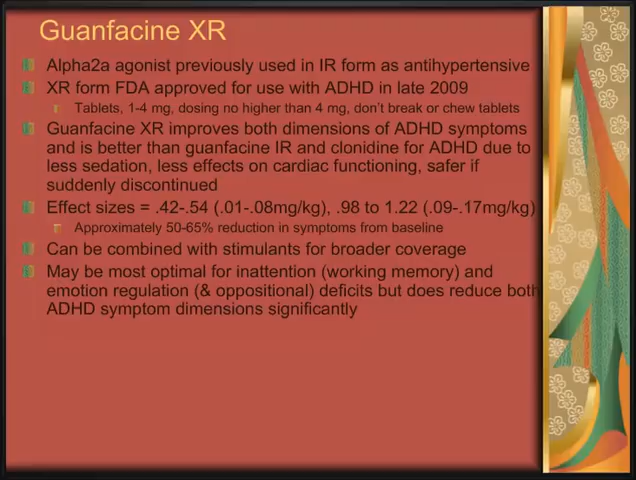 Guanfacine XR
Alpha2a agonist previously used in IR form as antihypertensive
XR form FDA approved for use with ADHD in late 2009
Tablets, 1-4 mg, dosing no higher than 4 mg, don't break or chew tablets
Guanfacine XR improves both dimensions of ADHD symptoms
and is better than guanfacine IR and clonidine for ADHD due to
less sedation, less effects on cardiac functioning, safer if
suddenly discontinued
Effect sizes = .42-.54 (.01-.08mg/kg), .98 to 1.22 (.09-.17mg/kg)
Approximately 50-65% reduction in symptoms from baseline
Can be combined with stimulants for broader coverage
May be most optimal for inattention (working memory) and
emotion regulation (& oppositional) deficits but does reduce both
ADHD symptom dimensions significantly